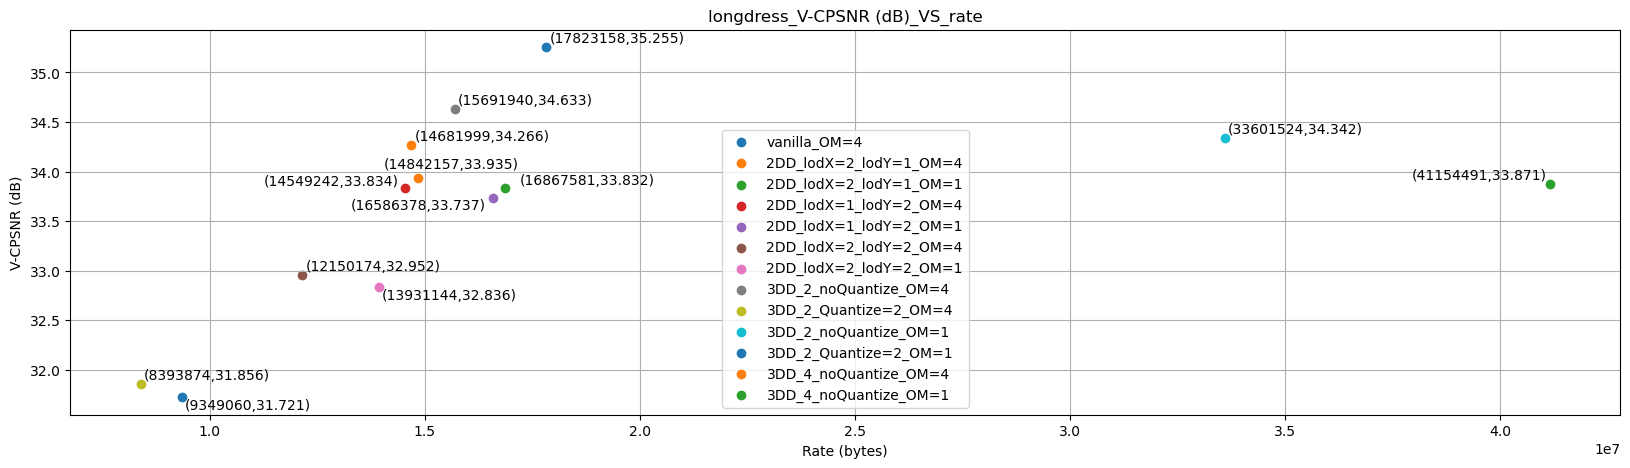 longdress_V-CPSNR (dB)_VS_rate
V-CPSNR (dB)
35.0
34.5
34.0
33.5
33.0
32.5
32.0
(17823158,35.255)
(15691940,34.633)
(14681999,34.266)
(14842157,33.935)
(14549242,33.834)
(16867581,33.832)
(16586378,33.737)
(12150174,32.952)
(13931144,32.836)
(8393874,31.856)
(9349060,31.721)
(33601524,34.342)
(41154491,33.871)
vanilla_OM=4
2DD_lodX=2_lodY=1_OM=4
2DD_lodX=2_lodY=1_OM=1
2DD_lodX=1_lodY=2_OM=4
2DD_lodX=1_lodY=2_OM=1
2DD_lodX=2_lodY=2_OM=4
2DD_lodX=2_lodY=2_OM=1
3DD_2_noQuantize_OM=4
3DD_2_Quantize=2_OM=4
3DD_2_noQuantize_OM=1
3DD_2_Quantize=2_OM=1
3DD_4_noQuantize_OM=4
3DD_4_noQuantize_OM=1
1.0 1.5 2.0 2.5 3.0 3.5 4.0
1e7
Rate (bytes)